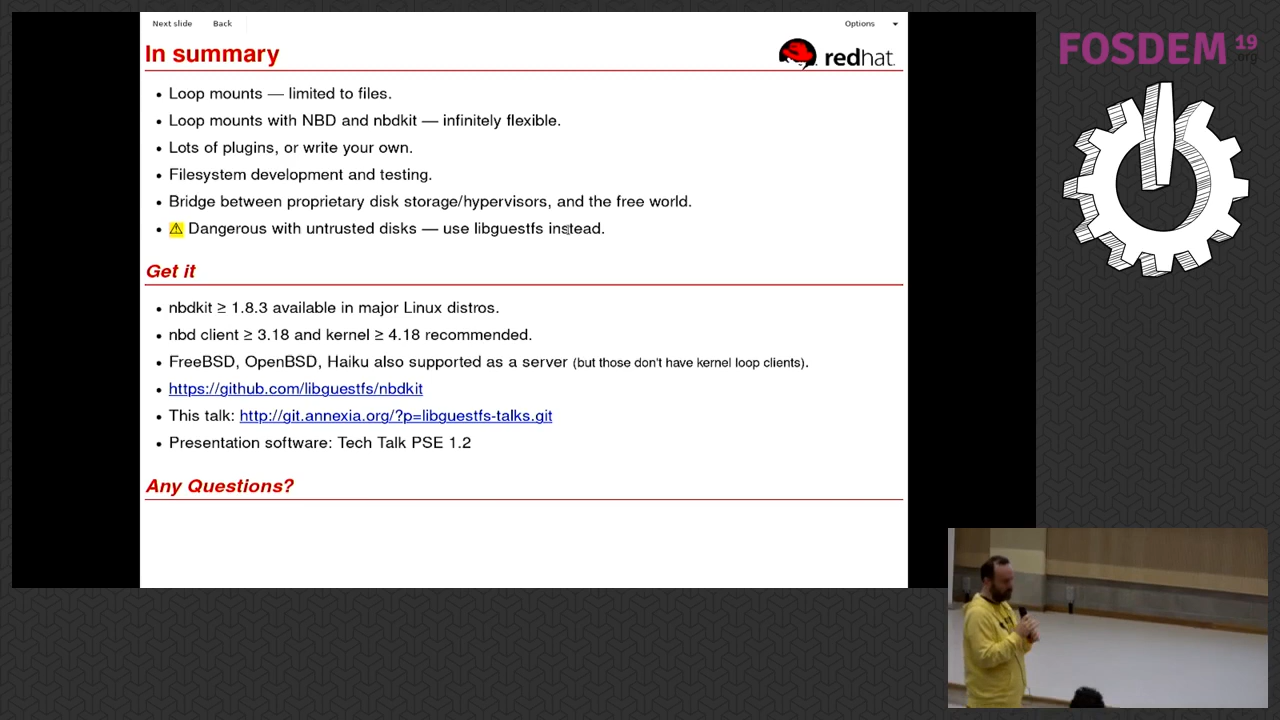 Next slide Back Options
In summary
redhat.
Loop mounts — limited to files.
Loop mounts with NBD and nbdkit — infinitely flexible.
Lots of plugins, or write your own.
Filesystem development and testing.
Bridge between proprietary disk storage/hypervisors, and the free world.
⚠ Dangerous with untrusted disks — use libguestfs instead.
Get it
nbdkit ≥ 1.8.3 available in major Linux distros.
nbd client ≥ 3.18 and kernel ≥ 4.18 recommended.
FreeBSD, OpenBSD, Haiku also supported as a server (but those don't have kernel loop clients).
https://github.com/libguestfs/nbdkit
This talk: http://git.annexia.org/?p=libguestfs-talks.git
Presentation software: Tech Talk PSE 1.2
Any Questions?
FOSDEM 19
.org